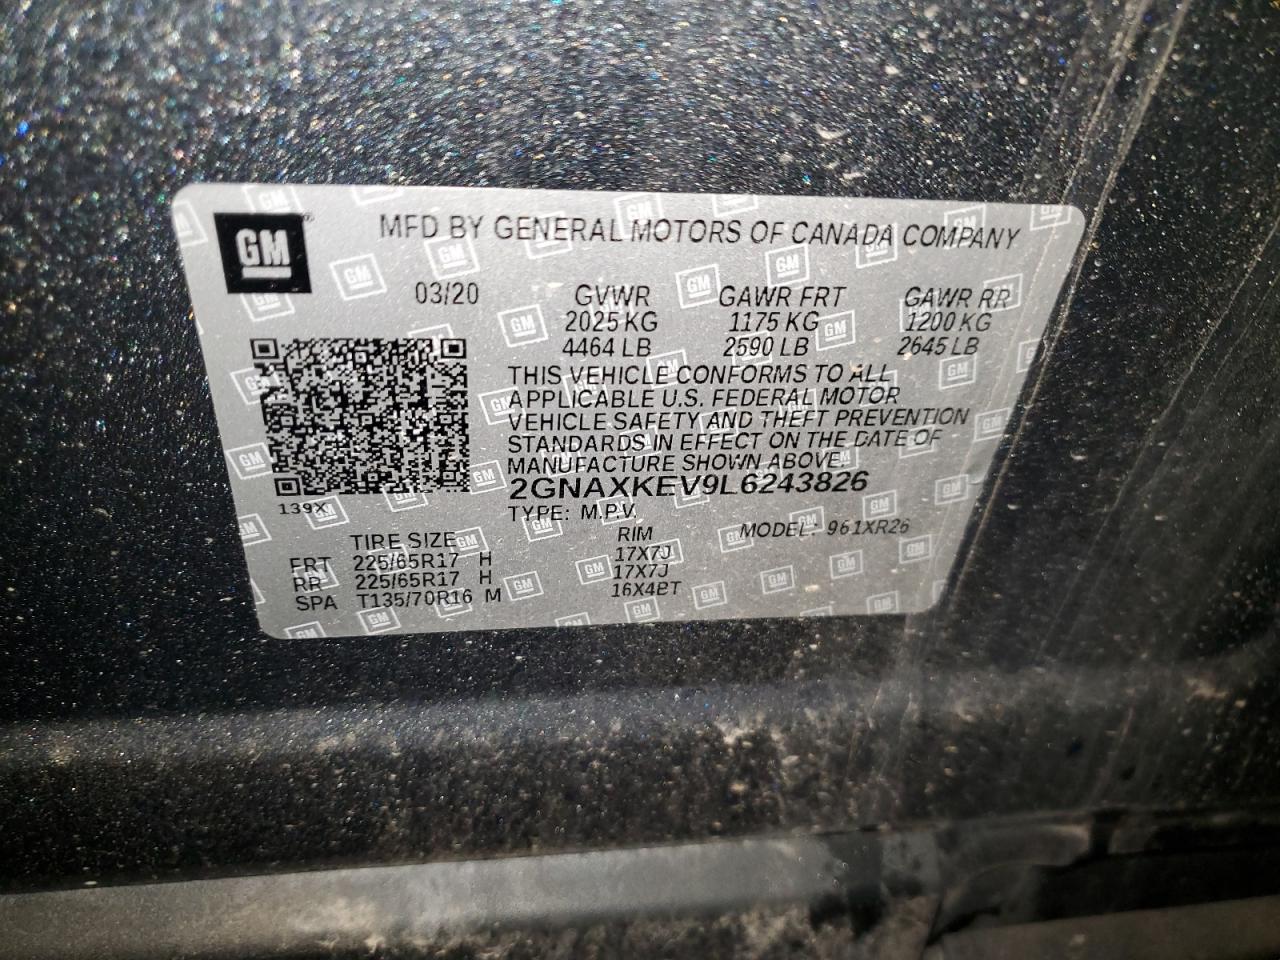 GM
MFD BY GENERAL MOTORS OF CANADA COMPANY
03/20
GVWR GAWR FRT GAWR RR
2025 KG 1175 KG 1200 KG
4464 LB 2590 LB 2645 LB
THIS VEHICLE CONFORMS TO ALL
APPLICABLE U.S. FEDERAL MOTOR
VEHICLE SAFETY AND THEFT PREVENTION
STANDARDS IN EFFECT ON THE DATE OF
MANUFACTURE SHOWN ABOVE.
2GNAXKEV9L6243826
139X
TYPE: M.P.V.
MODEL: 961XR26
TIRE SIZE RIM
FRT 225/65R17 H 17X7J
RR 225/65R17 H 17X7J
SPA T135/70R16 M 16X4BT